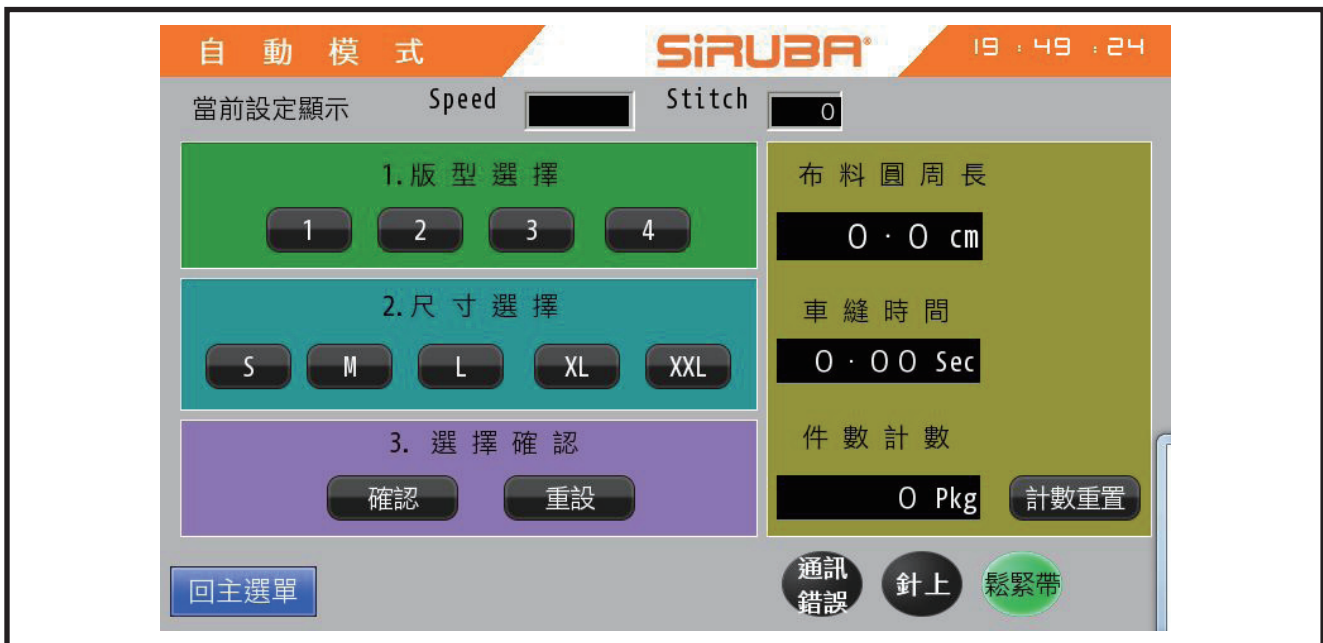 自動模式 SiRUBA® 19:49:24
當前設定顯示 Speed Stitch 0
1.版型選擇
1 2 3 4
2.尺寸選擇
S M L XL XXL
3. 選擇確認
確認 重設
布料圓周長
0.0 cm
車縫時間
0.00 Sec
件數計數
0 Pkg 計數重置
回主選單
通訊
錯誤
針上
鬆緊帶